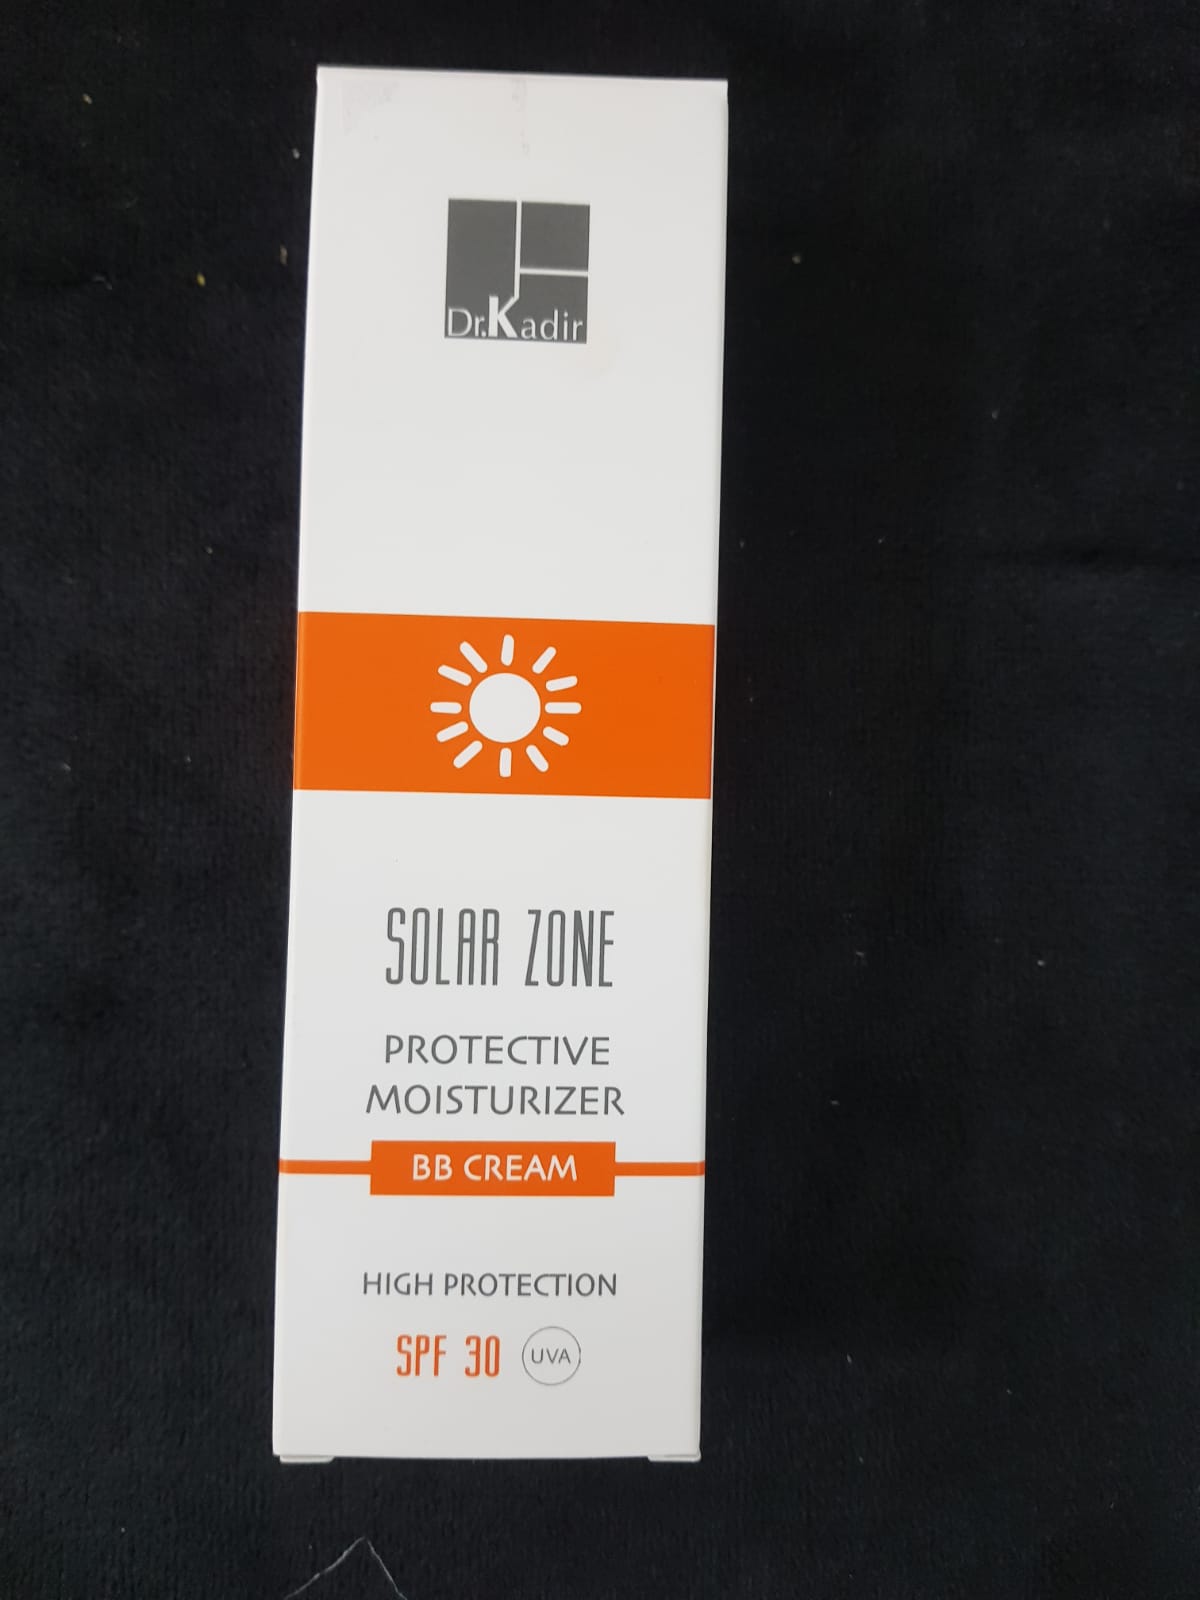 Dr.Kadir
SOLAR ZONE
PROTECTIVE
MOISTURIZER
BB CREAM
HIGH PROTECTION
SPF 30 UVA